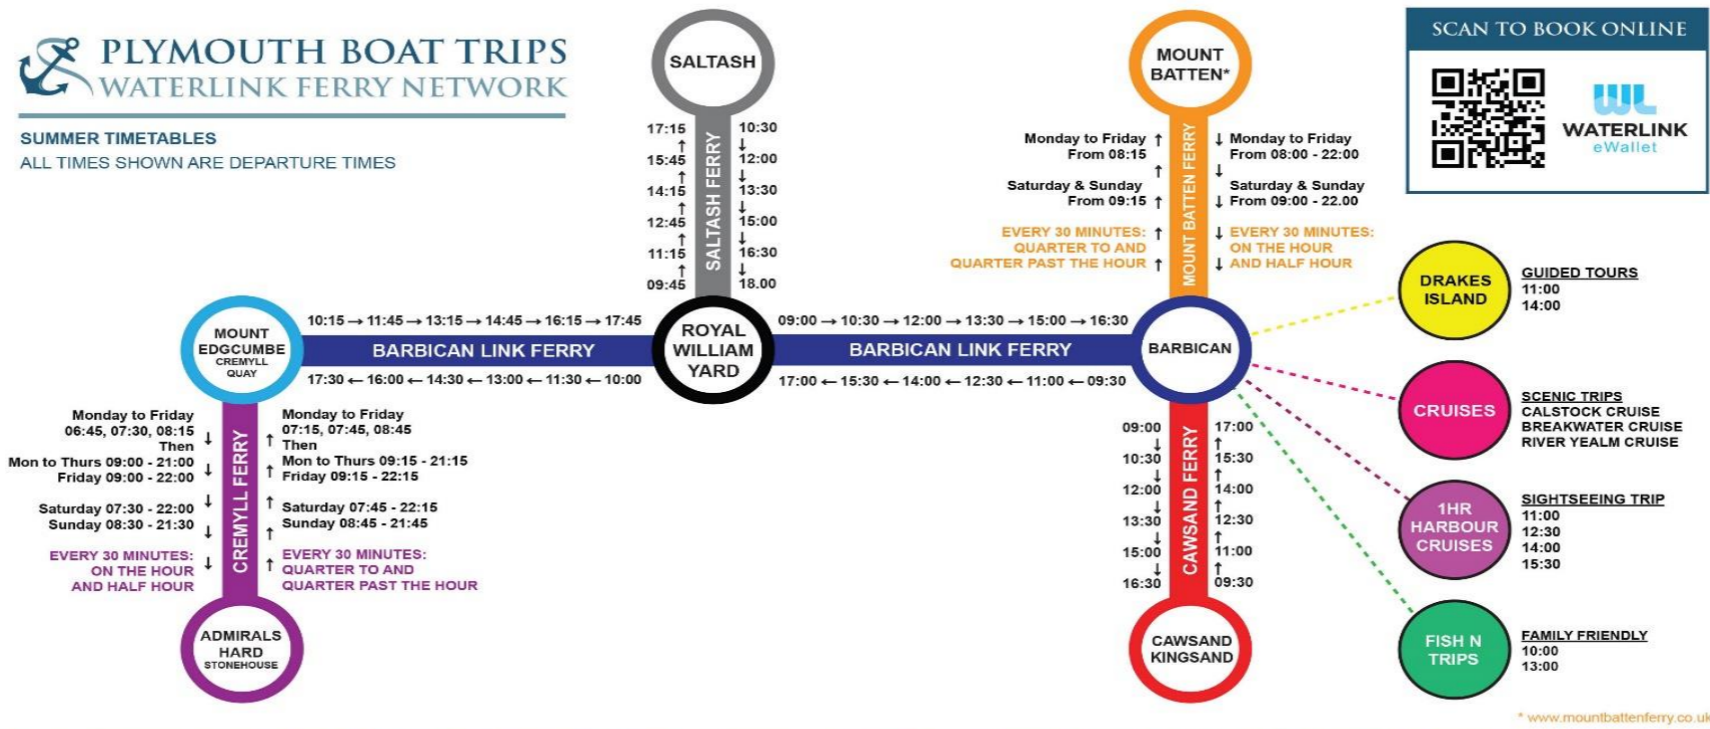 PLYMOUTH BOAT TRIPS
WATERLINK FERRY NETWORK
SUMMER TIMETABLES
ALL TIMES SHOWN ARE DEPARTURE TIMES
SALTASH
SALTASH FERRY
17:15
15:45
14:15
12:45
11:15
09:45
10:30
12:00
13:30
15:00
16:30
18.00
MOUNT
BATTEN*
MOUNT BATTEN FERRY
Monday to Friday
From 08:15
Saturday & Sunday
From 09:15
EVERY 30 MINUTES:
QUARTER TO AND
QUARTER PAST THE HOUR
Monday to Friday
From 08:00 - 22:00
Saturday & Sunday
From 09:00 - 22.00
EVERY 30 MINUTES:
ON THE HOUR
AND HALF HOUR
SCAN TO BOOK ONLINE
WL
WATERLINK
eWallet
MOUNT
EDGCUMBE
CREMYLL
QUAY
10:15 → 11:45 → 13:15 → 14:45 → 16:15 → 17:45
BARBICAN LINK FERRY
17:30 ← 16:00 ← 14:30 ← 13:00 ← 11:30 ← 10:00
ROYAL
WILLIAM
YARD
09:00 → 10:30 → 12:00 → 13:30 → 15:00 → 16:30
BARBICAN LINK FERRY
17:00 ← 15:30 ← 14:00 ← 12:30 ← 11:00 ← 09:30
BARBICAN
Monday to Friday
06:45, 07:30, 08:15
Then
Mon to Thurs 09:00 - 21:00
Friday 09:00 - 22:00
Saturday 07:30 - 22:00
Sunday 08:30 - 21:30
EVERY 30 MINUTES:
ON THE HOUR
AND HALF HOUR
CREMYLL FERRY
Monday to Friday
07:15, 07:45, 08:45
Then
Mon to Thurs 09:15 - 21:15
Friday 09:15 - 22:15
Saturday 07:45 - 22:15
Sunday 08:45 - 21:45
EVERY 30 MINUTES:
QUARTER TO AND
QUARTER PAST THE HOUR
ADMIRALS
HARD
STONEHOUSE
09:00
10:30
12:00
13:30
15:00
16:30
CAWSAND FERRY
17:00
15:30
14:00
12:30
11:00
09:30
CAWSAND
KINGSAND
DRAKES
ISLAND
GUIDED TOURS
11:00
14:00
CRUISES
SCENIC TRIPS
CALSTOCK CRUISE
BREAKWATER CRUISE
RIVER YEALM CRUISE
1HR
HARBOUR
CRUISES
SIGHTSEEING TRIP
11:00
12:30
14:00
15:30
FISH N
TRIPS
FAMILY FRIENDLY
10:00
13:00
* www.mountbattenferry.co.uk